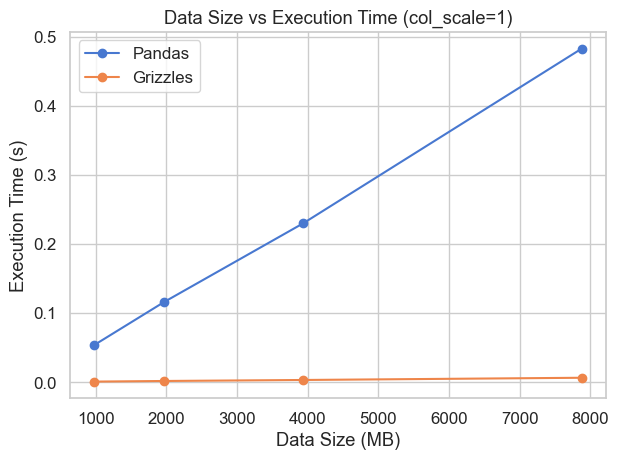 Data Size vs Execution Time (col_scale=1)
Pandas
Grizzles
Execution Time (s)
0.5
0.4
0.3
0.2
0.1
0.0
1000 2000 3000 4000 5000 6000 7000 8000
Data Size (MB)